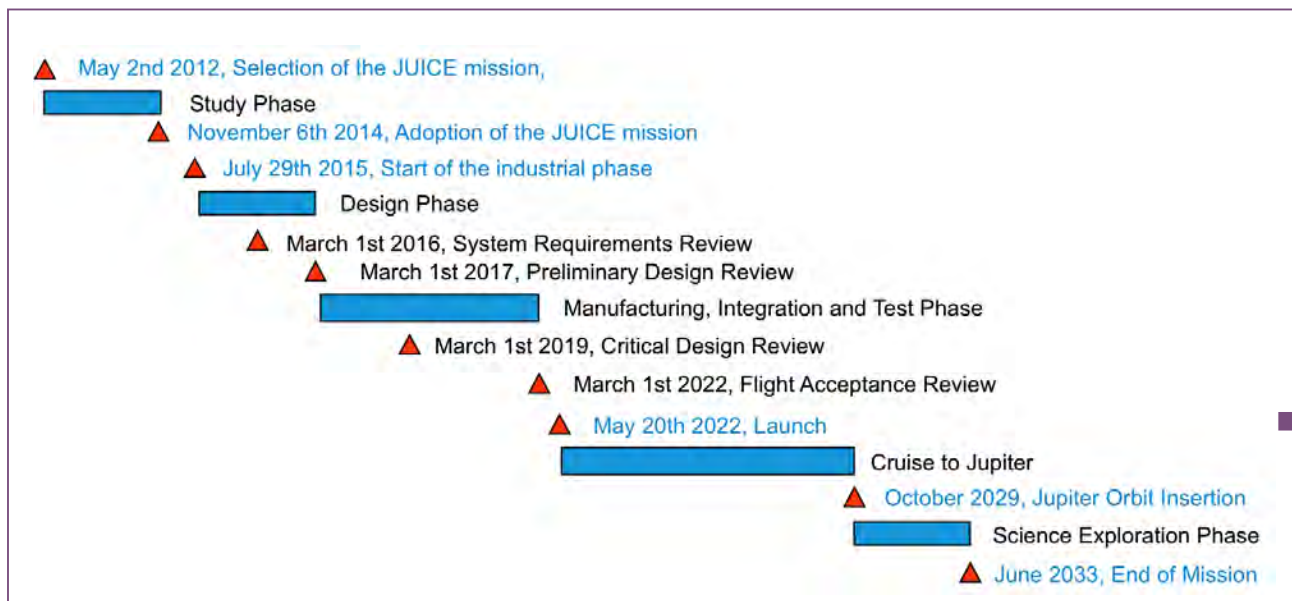 May 2nd 2012, Selection of the JUICE mission,
Study Phase
November 6th 2014, Adoption of the JUICE mission
July 29th 2015, Start of the industrial phase
Design Phase
March 1st 2016, System Requirements Review
March 1st 2017, Preliminary Design Review
Manufacturing, Integration and Test Phase
March 1st 2019, Critical Design Review
March 1st 2022, Flight Acceptance Review
May 20th 2022, Launch
Cruise to Jupiter
October 2029, Jupiter Orbit Insertion
Science Exploration Phase
June 2033, End of Mission